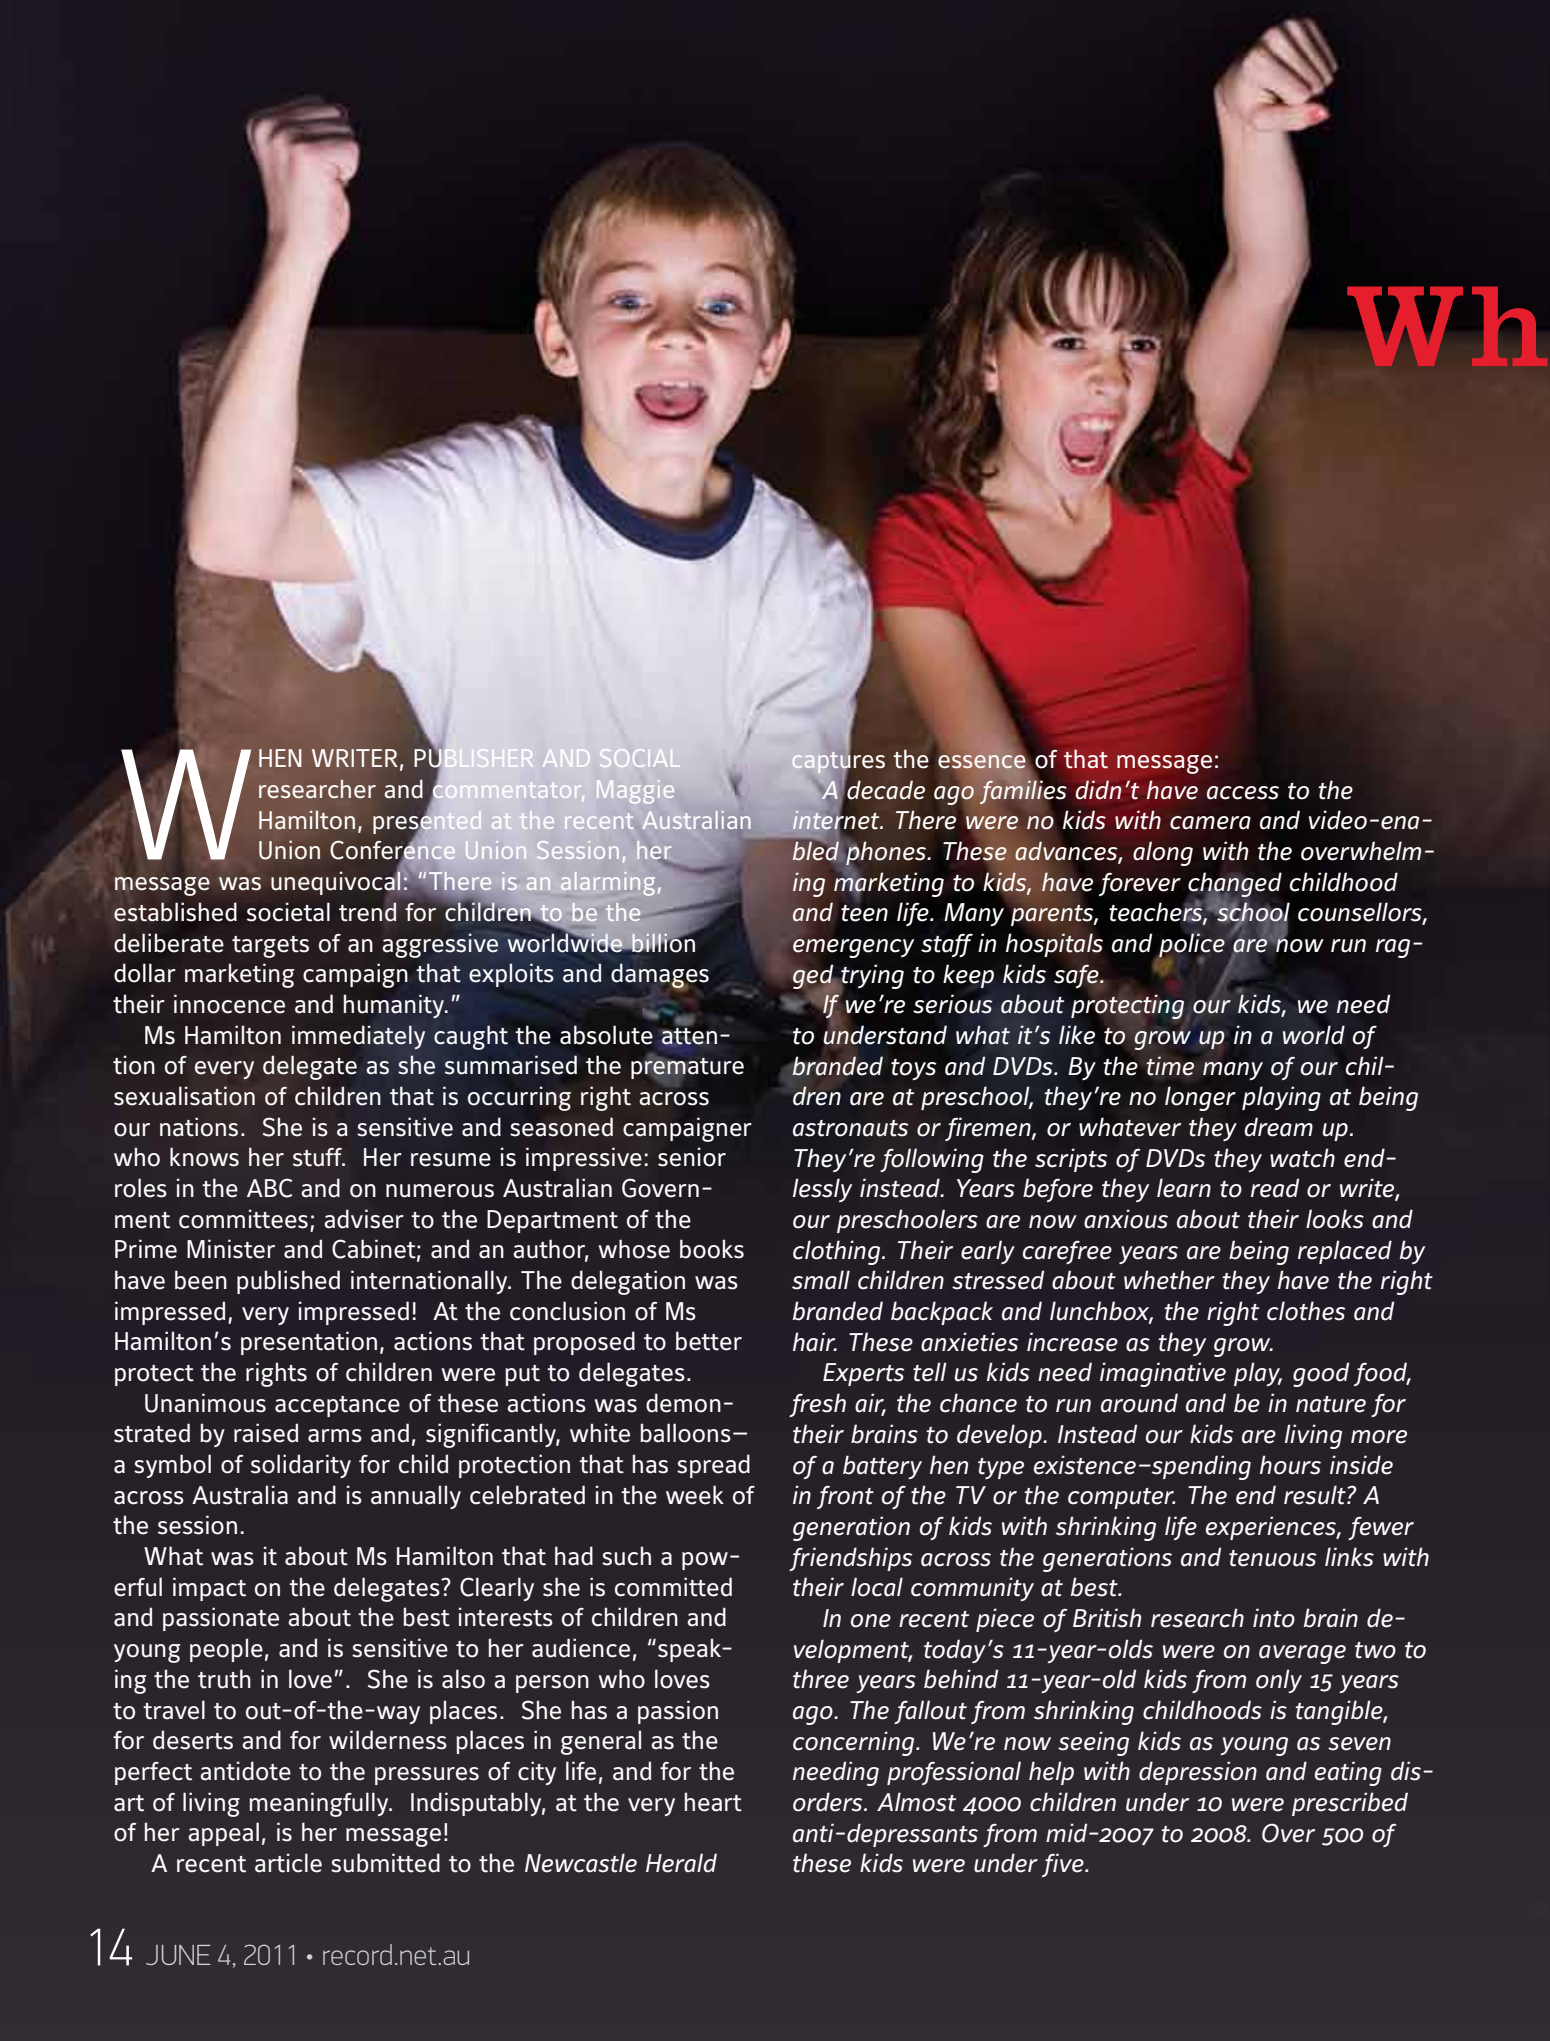 Wh
WHEN WRITER, PUBLISHER AND SOCIAL
researcher and commentator, Maggie
Hamilton, presented at the recent Australian
Union Conference Union Session, her
message was unequivocal: “There is an alarming,
established societal trend for children to be the
deliberate targets of an aggressive worldwide billion
dollar marketing campaign that exploits and damages
their innocence and humanity.”
Ms Hamilton immediately caught the absolute atten-
tion of every delegate as she summarised the premature
sexualisation of children that is occurring right across
our nations. She is a sensitive and seasoned campaigner
who knows her stuff. Her resume is impressive: senior
roles in the ABC and on numerous Australian Govern-
ment committees; adviser to the Department of the
Prime Minister and Cabinet; and an author, whose books
have been published internationally. The delegation was
impressed, very impressed! At the conclusion of Ms
Hamilton’s presentation, actions that proposed to better
protect the rights of children were put to delegates.
Unanimous acceptance of these actions was demon-
strated by raised arms and, significantly, white balloons—
a symbol of solidarity for child protection that has spread
across Australia and is annually celebrated in the week of
the session.
What was it about Ms Hamilton that had such a pow-
erful impact on the delegates? Clearly she is committed
and passionate about the best interests of children and
young people, and is sensitive to her audience, “speak-
ing the truth in love”. She is also a person who loves
to travel to out-of-the-way places. She has a passion
for deserts and for wilderness places in general as the
perfect antidote to the pressures of city life, and for the
art of living meaningfully. Indisputably, at the very heart
of her appeal, is her message!
A recent article submitted to the Newcastle Herald
captures the essence of that message:
A decade ago families didn’t have access to the
internet. There were no kids with camera and video-ena-
bled phones. These advances, along with the overwhelm-
ing marketing to kids, have forever changed childhood
and teen life. Many parents, teachers, school counsellors,
emergency staff in hospitals and police are now run rag-
ged trying to keep kids safe.
If we’re serious about protecting our kids, we need
to understand what it’s like to grow up in a world of
branded toys and DVDs. By the time many of our chil-
dren are at preschool, they’re no longer playing at being
astronauts or firemen, or whatever they dream up.
They’re following the scripts of DVDs they watch end-
lessly instead. Years before they learn to read or write,
our preschoolers are now anxious about their looks and
clothing. Their early carefree years are being replaced by
small children stressed about whether they have the right
branded backpack and lunchbox, the right clothes and
hair. These anxieties increase as they grow.
Experts tell us kids need imaginative play, good food,
fresh air, the chance to run around and be in nature for
their brains to develop. Instead our kids are living more
of a battery hen type existence—spending hours inside
in front of the TV or the computer. The end result? A
generation of kids with shrinking life experiences, fewer
friendships across the generations and tenuous links with
their local community at best.
In one recent piece of British research into brain de-
velopment, today’s 11-year-olds were on average two to
three years behind 11-year-old kids from only 15 years
ago. The fallout from shrinking childhoods is tangible,
concerning. We’re now seeing kids as young as seven
needing professional help with depression and eating dis-
orders. Almost 4000 children under 10 were prescribed
anti-depressants from mid-2007 to 2008. Over 500 of
these kids were under five.
14 JUNE 4, 2011 • record.net.au